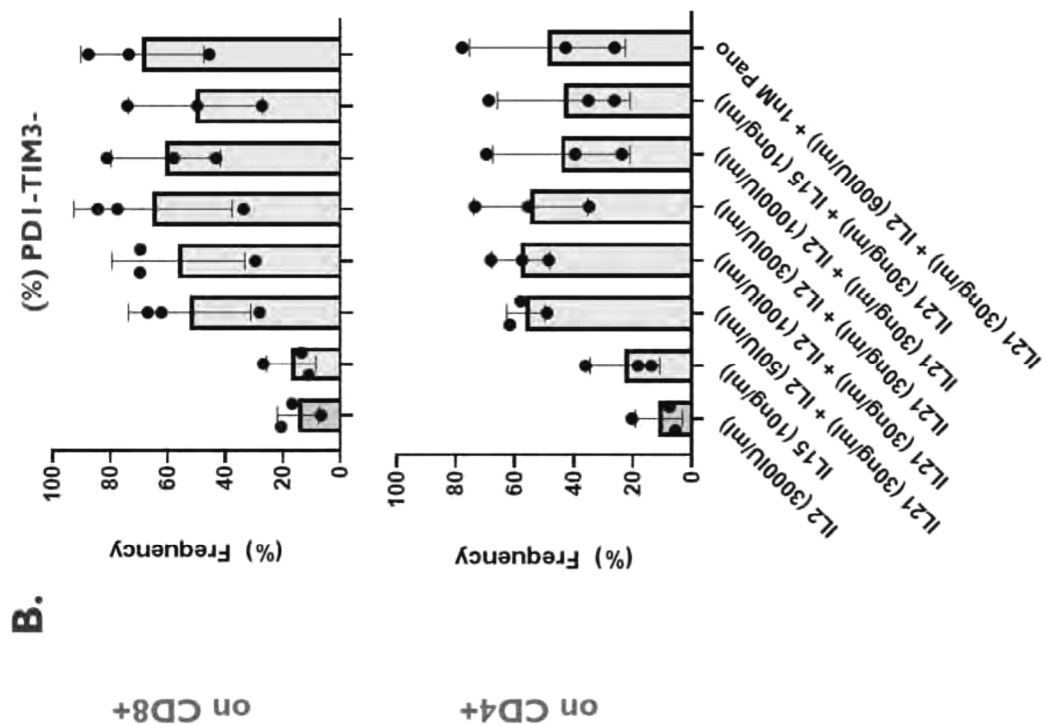 B.
(%) PD1-TIM3-
on CD8+
(%) Frequency
100
80
60
40
20
0
on CD4+
(%) Frequency
100
80
60
40
20
0
IL2 (3000IU/ml)
IL15 (10ng/ml)
IL21 (30ng/ml) + IL2 (50IU/ml)
IL21 (30ng/ml) + IL2 (100IU/ml)
IL21 (30ng/ml) + IL2 (300IU/ml)
IL21 (30ng/ml) + IL2 (1000IU/ml)
IL21 (30ng/ml) + IL15 (10ng/ml)
IL21 (30ng/ml) + IL2 (600IU/ml) + 1nM Pano